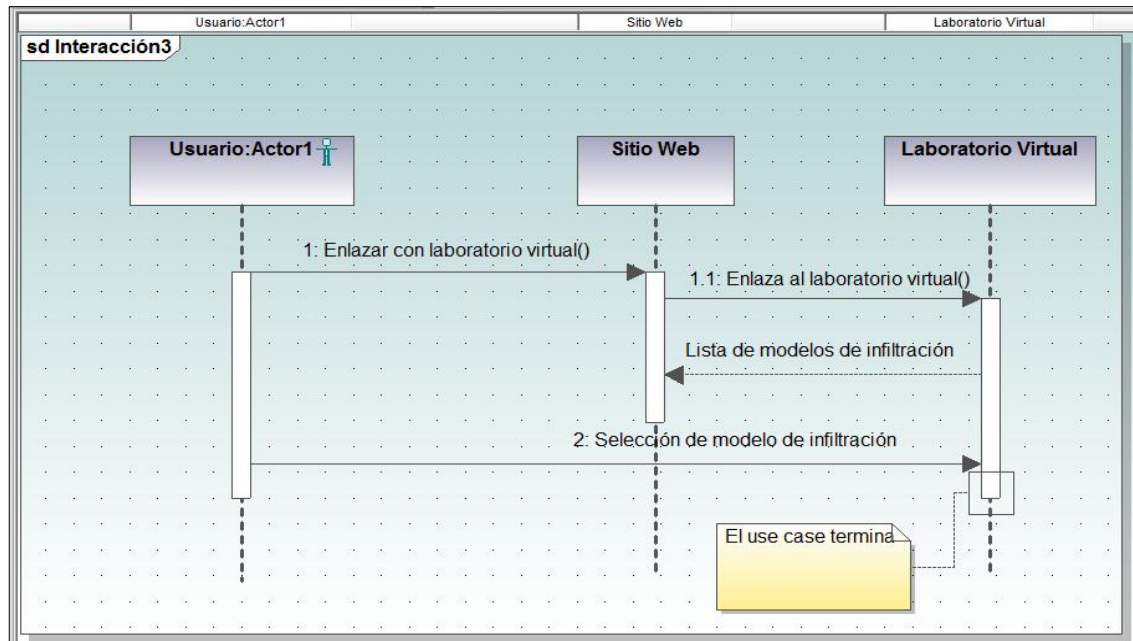 Usuario:Actor1
Sitio Web
Laboratorio Virtual
sd Interacción3
Usuario:Actor1
Sitio Web
Laboratorio Virtual
1: Enlazar con laboratorio virtual()
1.1: Enlaza al laboratorio virtual()
Lista de modelos de infiltración
2: Selección de modelo de infiltración
El use case termina